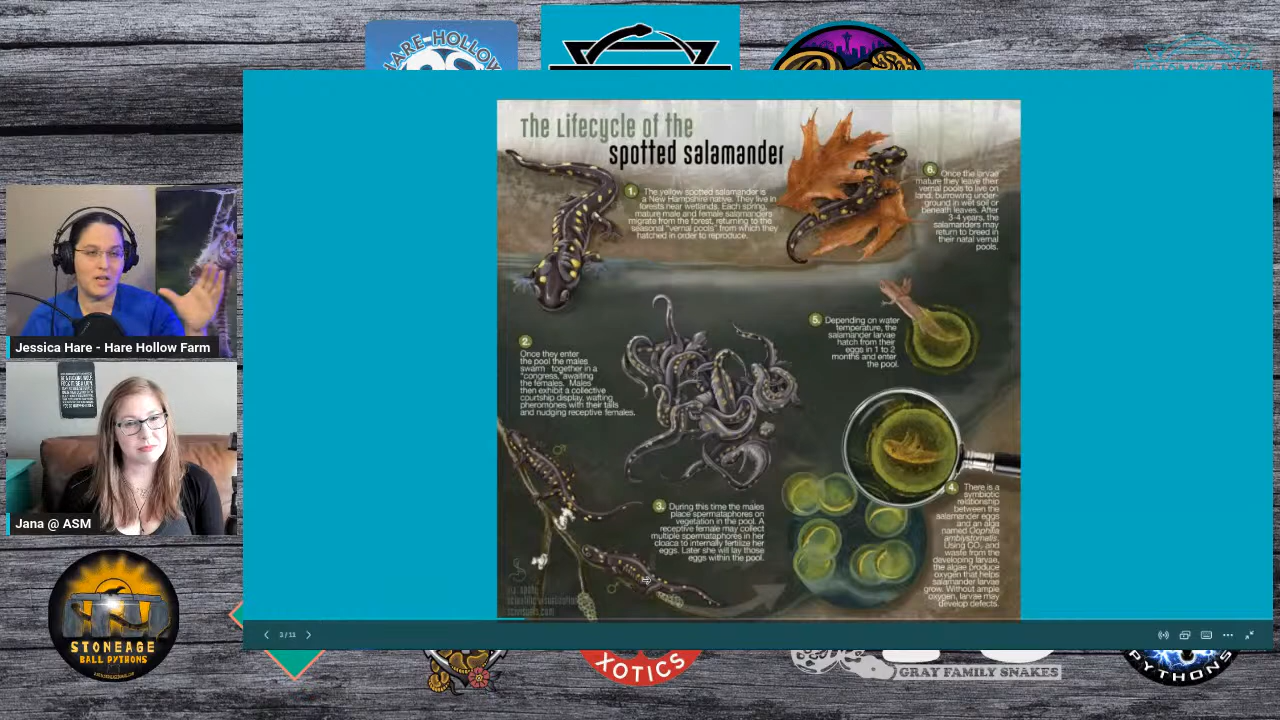 HARE-HOLLOW
The Lifecycle of the
spotted salamander
1. The yellow spotted salamander is
a New Hampshire native. They live in
forests near wetlands. Each spring,
mature male and female salamanders
migrate from the forest, returning to the
seasonal "vernal pools" from which they
hatched in order to reproduce.
6. Once the larvae
mature they leave their
vernal pools to live on
land, burrowing under-
ground in wet soil or
beneath leaves. After
3-4 years, the
salamanders may
return to breed in
their natal vernal
pools.
2.
Once they enter
the pool the males
swarm together in a
"congress," awaiting
the females. Males
then exhibit a collective
courtship display, wafting
pheromones with their tails
and nudging receptive females.
5. Depending on water
temperature, the
salamander larvae
hatch from their
eggs in 1 to 2
months and enter
the pool.
3. During this time the males
place spermataphores on
vegetation in the pool. A
receptive female may collect
multiple spermataphores in her
cloaca to internally fertilize her
eggs. Later she will lay those
eggs within the pool.
4. There is a
symbiotic
relationship
between the
salamander eggs
and an alga
named Oophila
amblystomatis.
Using CO2 and
waste from the
developing larvae,
the algae produce
oxygen that helps
salamander larvae
grow. Without ample
oxygen, larvae may
develop defects.
Jessica Hare - Hare Hollow Farm
Jana @ ASM
STONEAGE
BALL PYTHONS
XOTICS
GRAY FAMILY SNAKES
PYTHONS